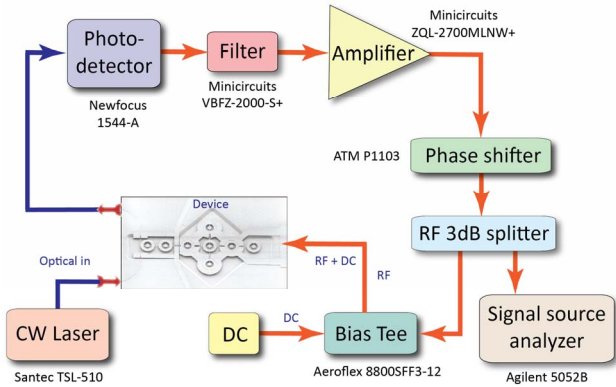 Photo-
detector
Newfocus
1544-A
Filter
Minicircuits
VBFZ-2000-S+
Amplifier
Minicircuits
ZQL-2700MLNW+
ATM P1103
Phase shifter
RF 3dB splitter
Device
Optical in
RF + DC
RF
CW Laser
Santec TSL-510
DC
DC
Bias Tee
Aeroflex 8800SFF3-12
Signal source
analyzer
Agilent 5052B